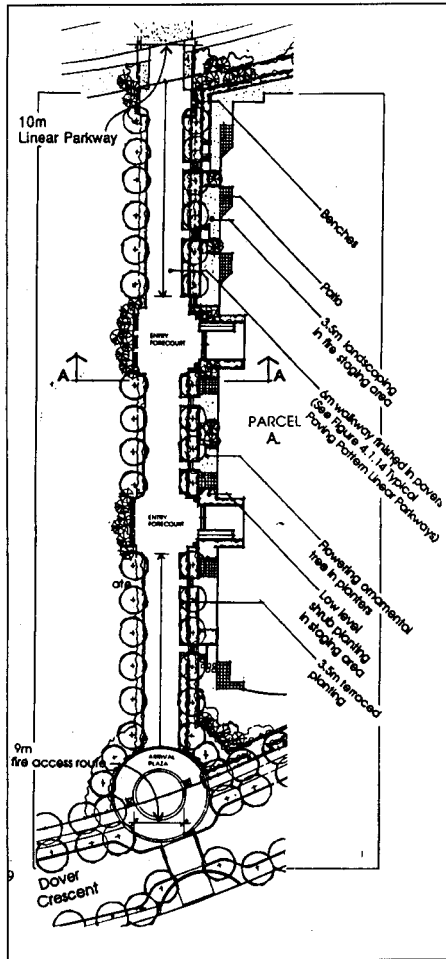 10m
Linear Parkway
Benches
Patio
3.5m landscaping
in fire staging area
ENTRY
FORECOURT
A
A
PARCEL
A.
6m walkway finished in pavers
(See Figure 4.1.14 Typical
Paving Pattern Linear Parkways)
ENTRY
FORECOURT
Flowering ornamental
tree in planters
Low level
shrub planting
in staging area
ate
3.5m terraced
planting
9m
fire access route
ARRIVAL
PLAZA
9
Dover
Crescent